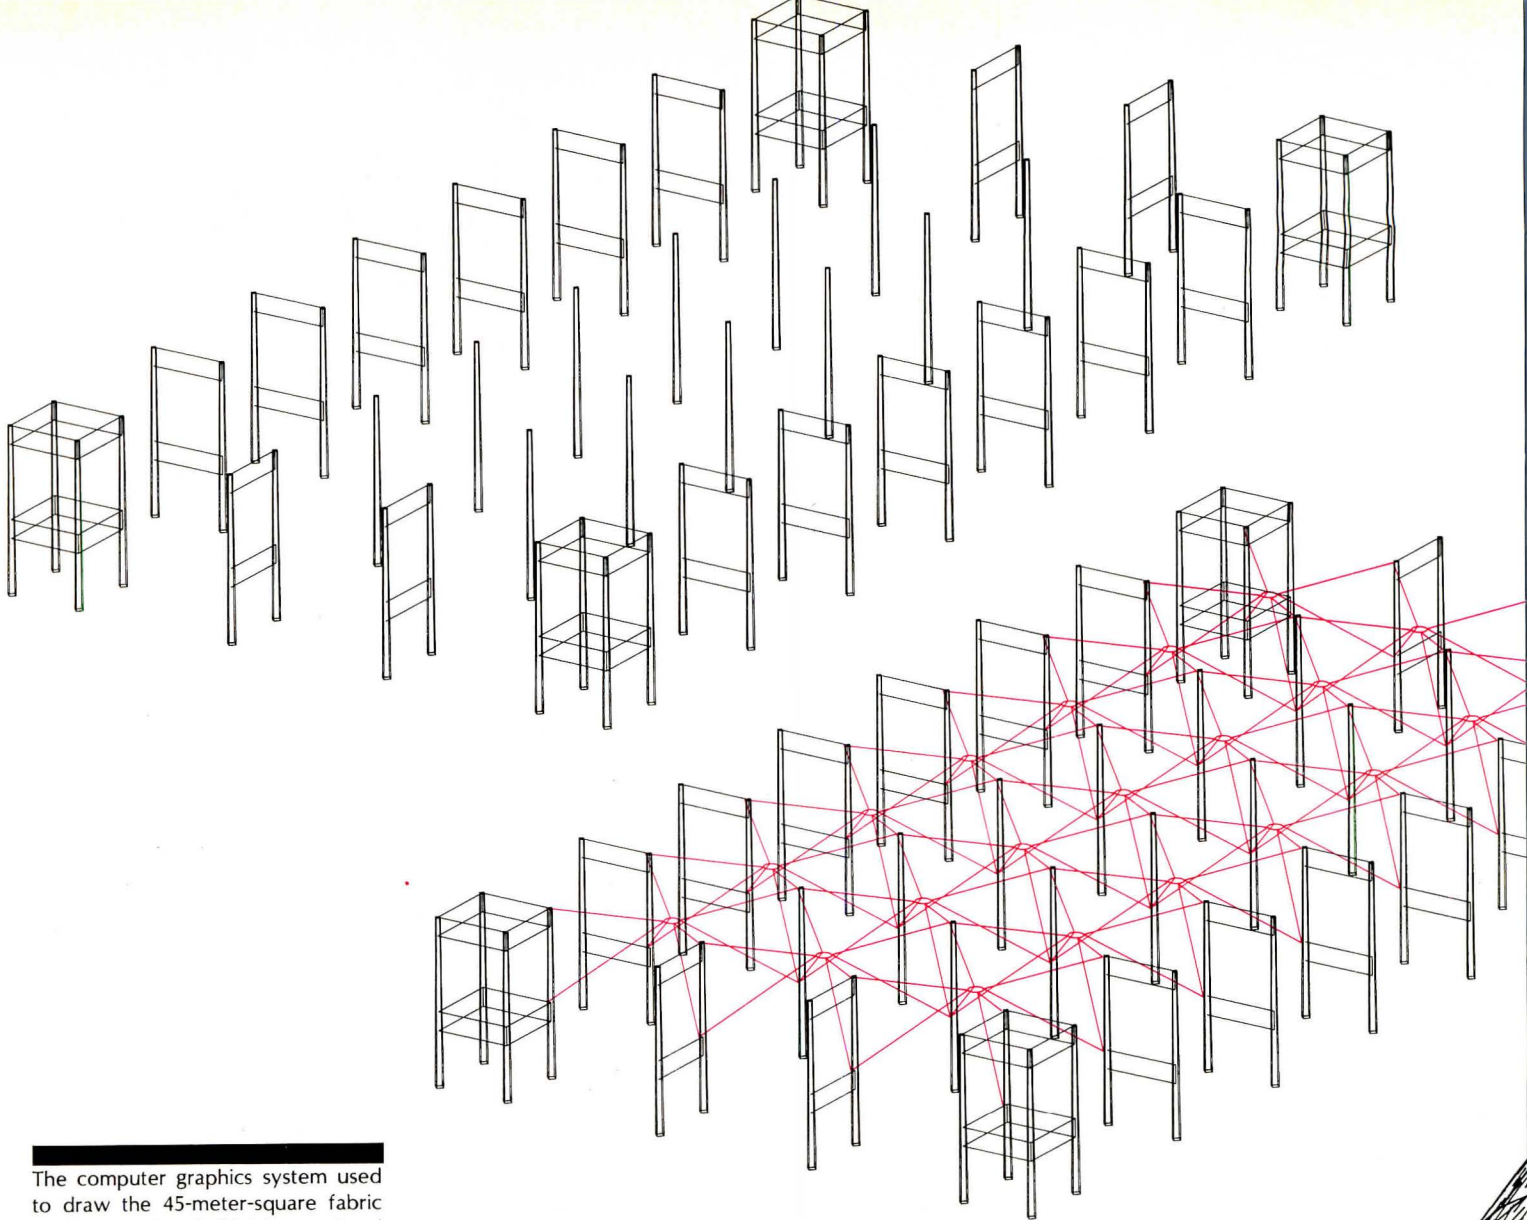 The computer graphics system used
to draw the 45-meter-square fabric